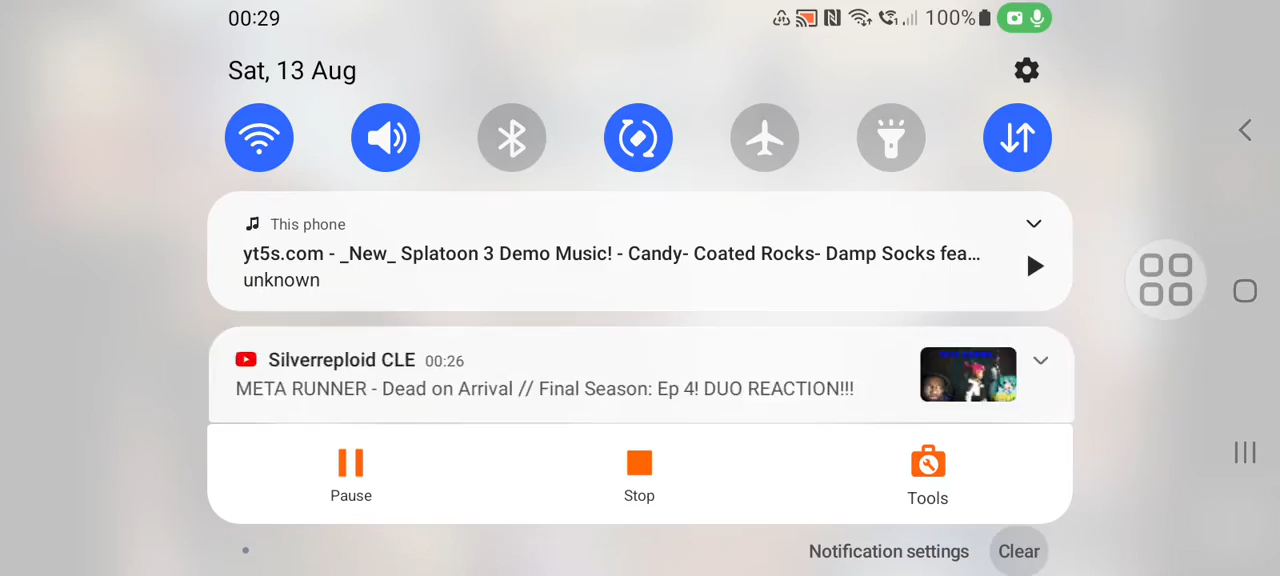 00:29
100%
Sat, 13 Aug
This phone
yt5s.com - _New_ Splatoon 3 Demo Music! - Candy- Coated Rocks- Damp Socks fea...
unknown
Silverreploid CLE 00:26
META RUNNER - Dead on Arrival // Final Season: Ep 4! DUO REACTION!!!
Pause
Stop
Tools
Notification settings
Clear